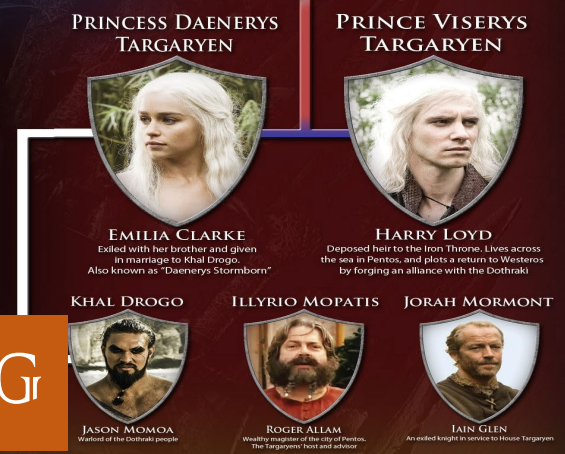 PRINCESS DAENERYS
TARGARYEN
PRINCE VISERYS
TARGARYEN
EMILIA CLARKE
Exiled with her brother and given
in marriage to Khal Drogo.
Also known as “Daenerys Stormborn”
HARRY LOYD
Deposed heir to the Iron Throne. Lives across
the sea in Pentos, and plots a return to Westeros
by forging an alliance with the Dothraki
KHAL DROGO
ILLYRIO MOPATIS
JORAH MORMONT
G
JASON MOMOA
Warlord of the Dothraki people
ROGER ALLAM
Wealthy magister of the city of Pentos.
The Targaryens' host and advisor
IAIN GLEN
An exiled knight in service to House Targaryen